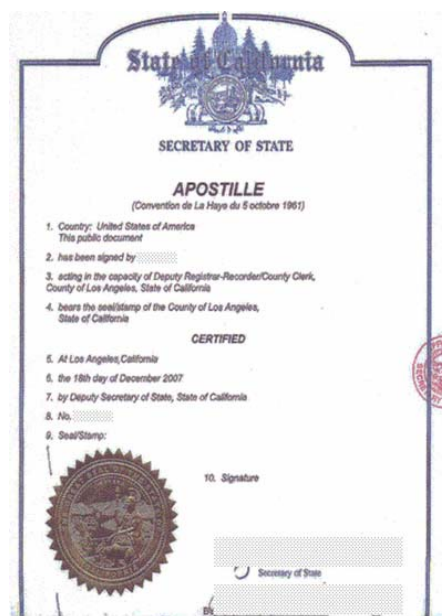 State of California
SECRETARY OF STATE
APOSTILLE
(Convention de La Haye du 5 octobre 1961)
1. Country: United States of America
This public document
2. has been signed by
3. acting in the capacity of Deputy Registrar-Recorder/County Clerk,
County of Los Angeles, State of California
4. bears the seal/stamp of the County of Los Angeles,
State of California
CERTIFIED
5. At Los Angeles, California
6. the 18th day of December 2007
7. by Deputy Secretary of State, State of California
8. No.
9. Seal/Stamp:
10. Signature
Secretary of State